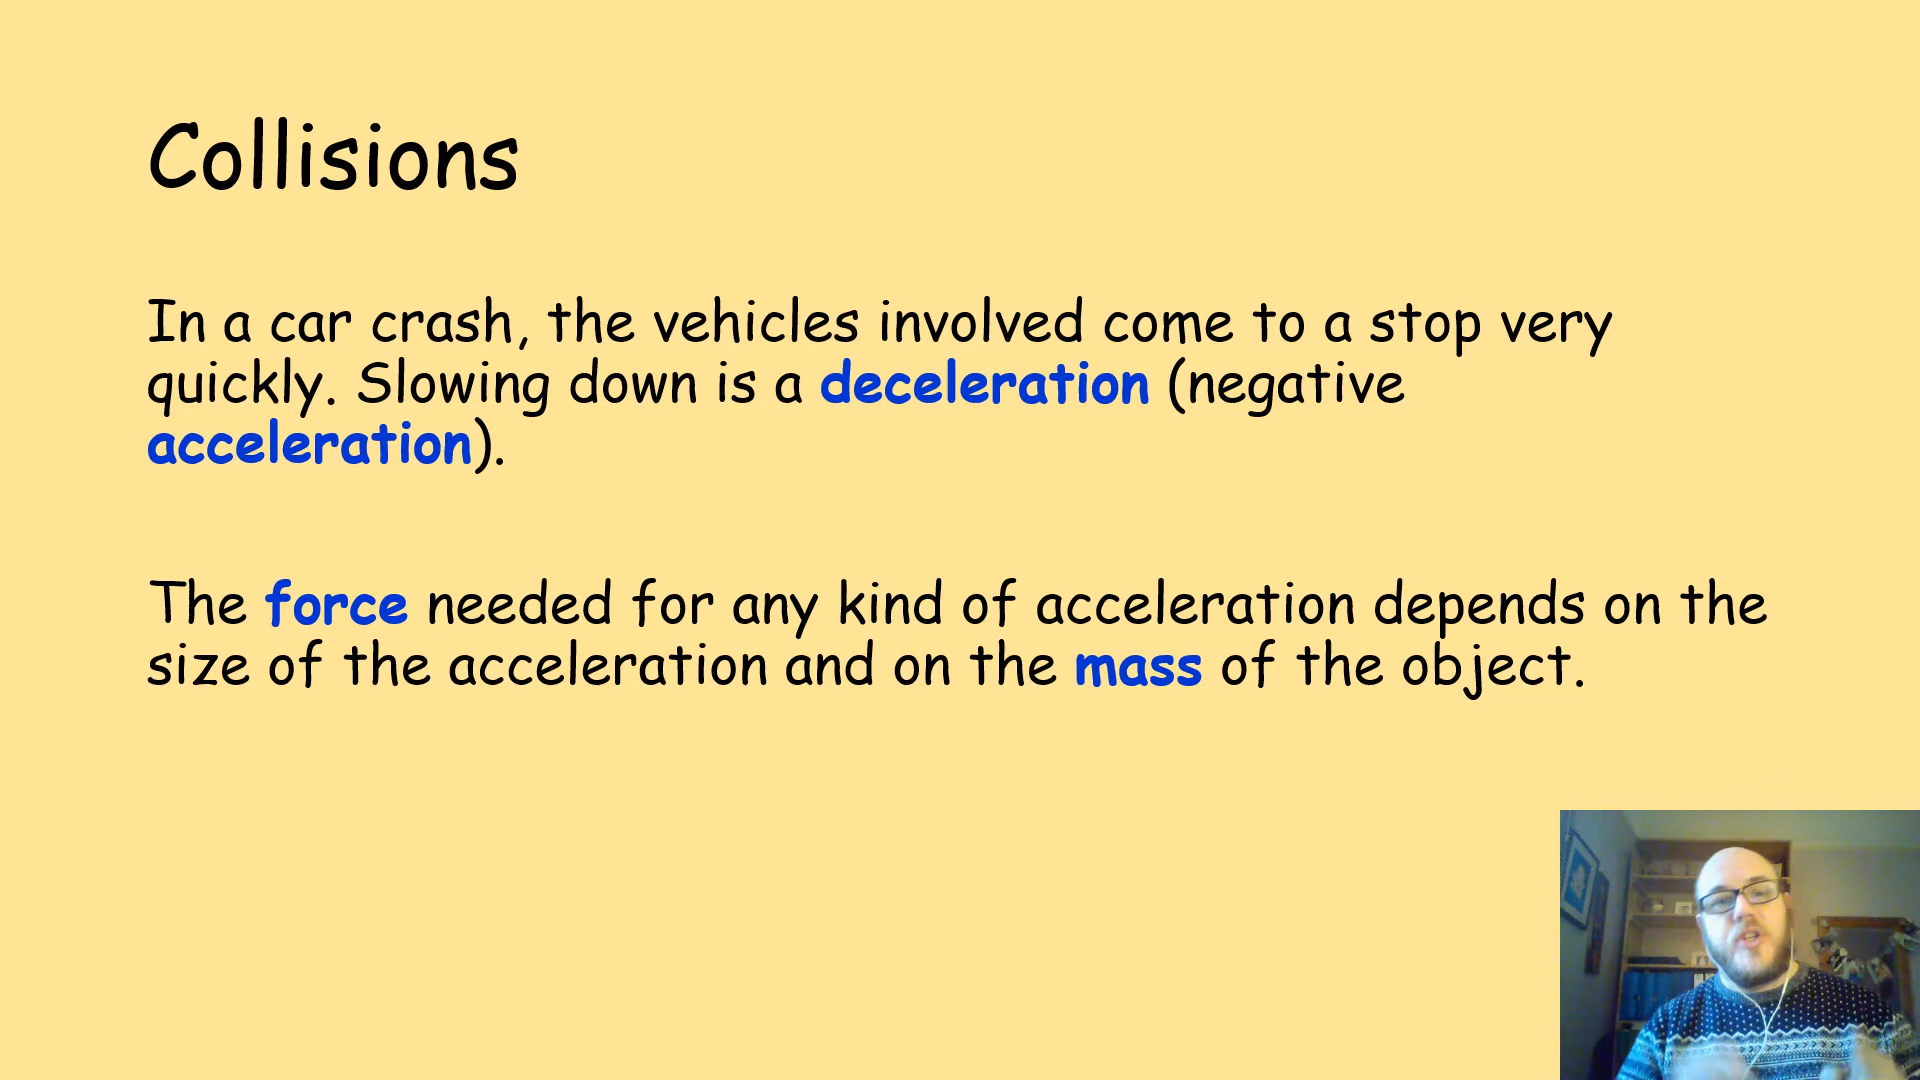 Collisions
In a car crash, the vehicles involved come to a stop very
quickly. Slowing down is a deceleration (negative
acceleration).
The force needed for any kind of acceleration depends on the
size of the acceleration and on the mass of the object.